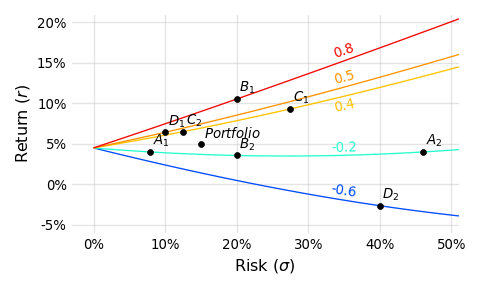 20%
15%
10%
5%
0%
-5%
Return (r)
0.8
0.5
0.4
-0.2
-0.6
B₁
C₁
D₁ C₂
Portfolio
A₁
B₂
A₂
D₂
0% 10% 20% 30% 40% 50%
Risk (σ)